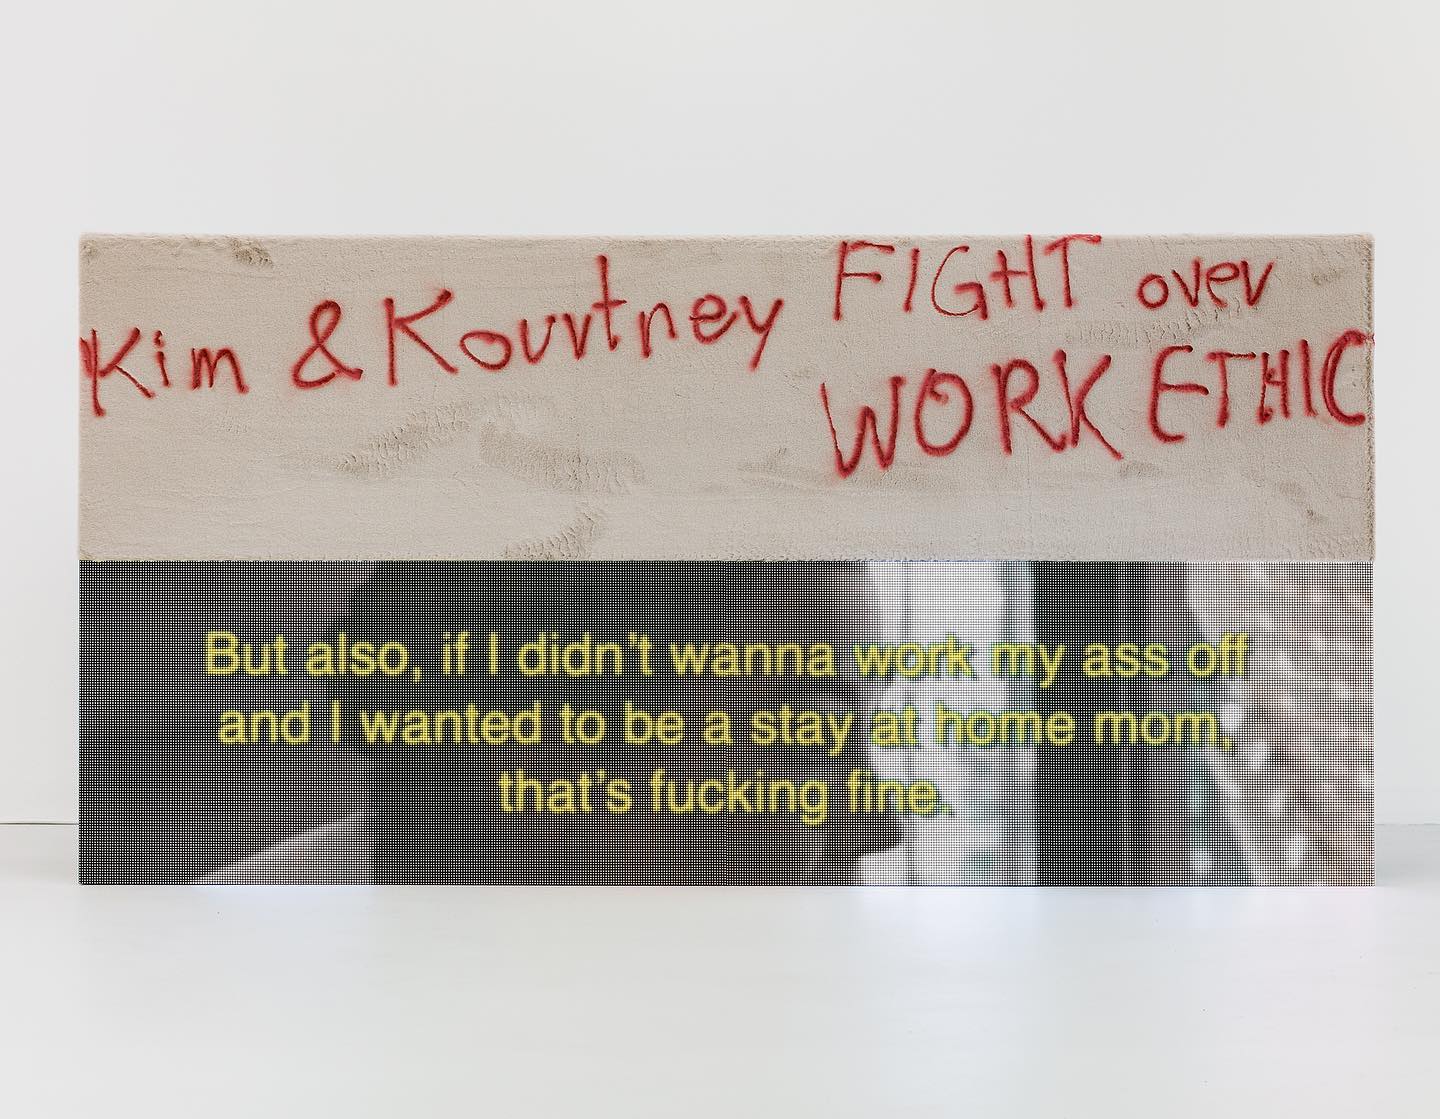 Kim & Kourtney FIGHT over
WORK ETHIC
But also, if I didn't wanna work my ass off
and I wanted to be a stay at home mom,
that's fucking fine.